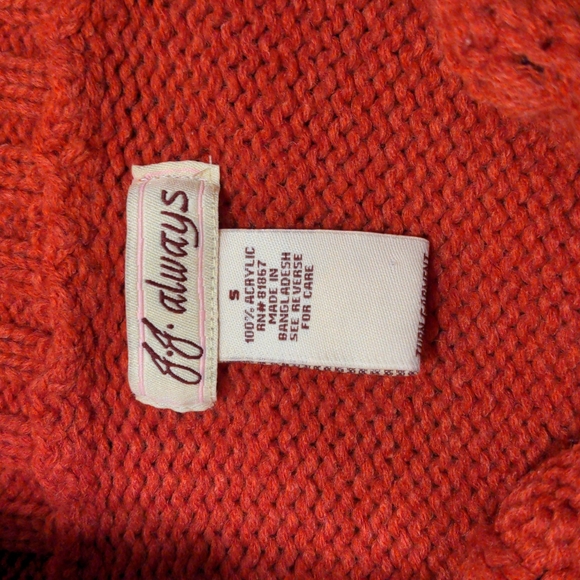 J.J. always
S
100% ACRYLIC
RN# 81867
MADE IN
BANGLADESH
SEE REVERSE
FOR CARE